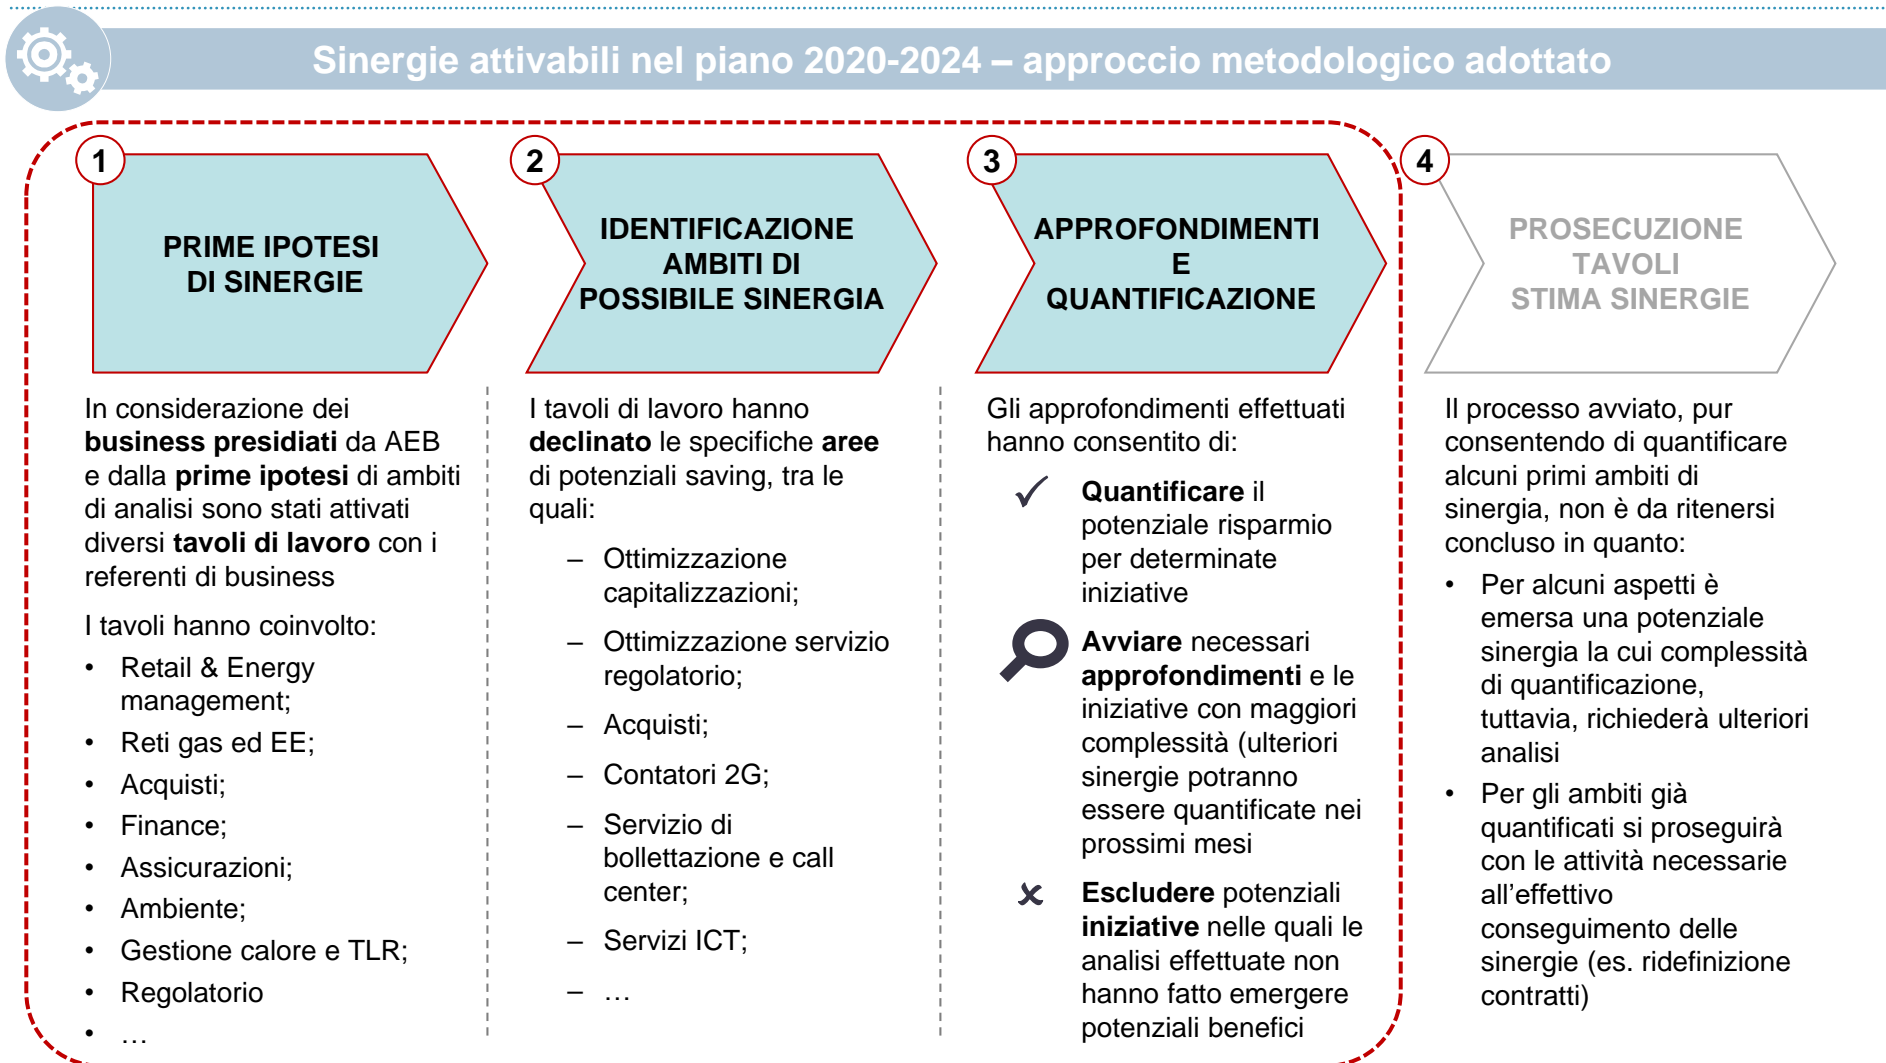 Sinergie attivabili nel piano 2020-2024 – approccio metodologico adottato
1
PRIME IPOTESI
DI SINERGIE
In considerazione dei
business presidiati da AEB
e dalla prime ipotesi di ambiti
di analisi sono stati attivati
diversi tavoli di lavoro con i
referenti di business
I tavoli hanno coinvolto:
• Retail & Energy
management;
• Reti gas ed EE;
• Acquisti;
• Finance;
• Assicurazioni;
• Ambiente;
• Gestione calore e TLR;
• Regolatorio
• …
2
IDENTIFICAZIONE
AMBITI DI
POSSIBILE SINERGIA
I tavoli di lavoro hanno
declinato le specifiche aree
di potenziali saving, tra le
quali:
– Ottimizzazione
capitalizzazioni;
– Ottimizzazione servizio
regolatorio;
– Acquisti;
– Contatori 2G;
– Servizio di
bollettazione e call
center;
– Servizi ICT;
– …
3
APPROFONDIMENTI
E
QUANTIFICAZIONE
Gli approfondimenti effettuati
hanno consentito di:
Quantificare il
potenziale risparmio
per determinate
iniziative
Avviare necessari
approfondimenti e le
iniziative con maggiori
complessità (ulteriori
sinergie potranno
essere quantificate nei
prossimi mesi
Escludere potenziali
iniziative nelle quali le
analisi effettuate non
hanno fatto emergere
potenziali benefici
4
PROSECUZIONE
TAVOLI
STIMA SINERGIE
Il processo avviato, pur
consentendo di quantificare
alcuni primi ambiti di
sinergia, non è da ritenersi
concluso in quanto:
• Per alcuni aspetti è
emersa una potenziale
sinergia la cui complessità
di quantificazione,
tuttavia, richiederà ulteriori
analisi
• Per gli ambiti già
quantificati si proseguirà
con le attività necessarie
all’effettivo
conseguimento delle
sinergie (es. ridefinizione
contratti)